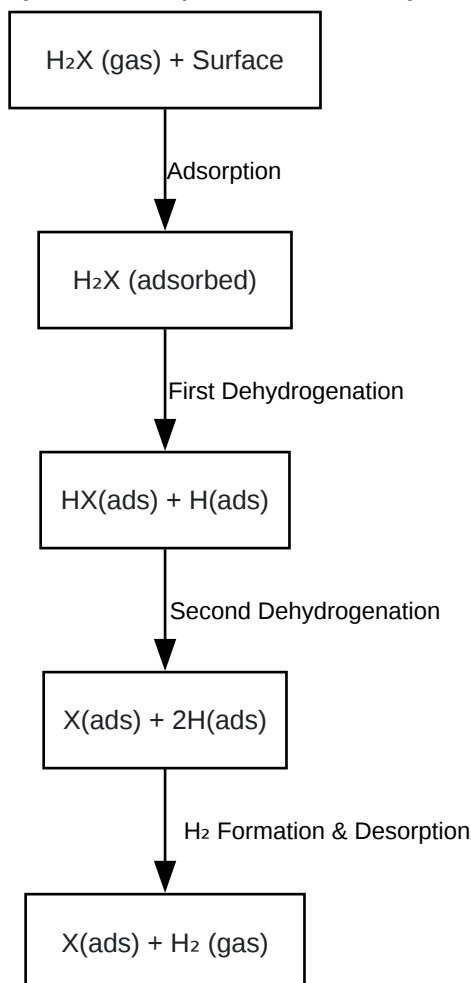 H₂X (gas) + Surface
Adsorption
H₂X (adsorbed)
First Dehydrogenation
HX(ads) + H(ads)
Second Dehydrogenation
X(ads) + 2H(ads)
H₂ Formation & Desorption
X(ads) + H₂ (gas)